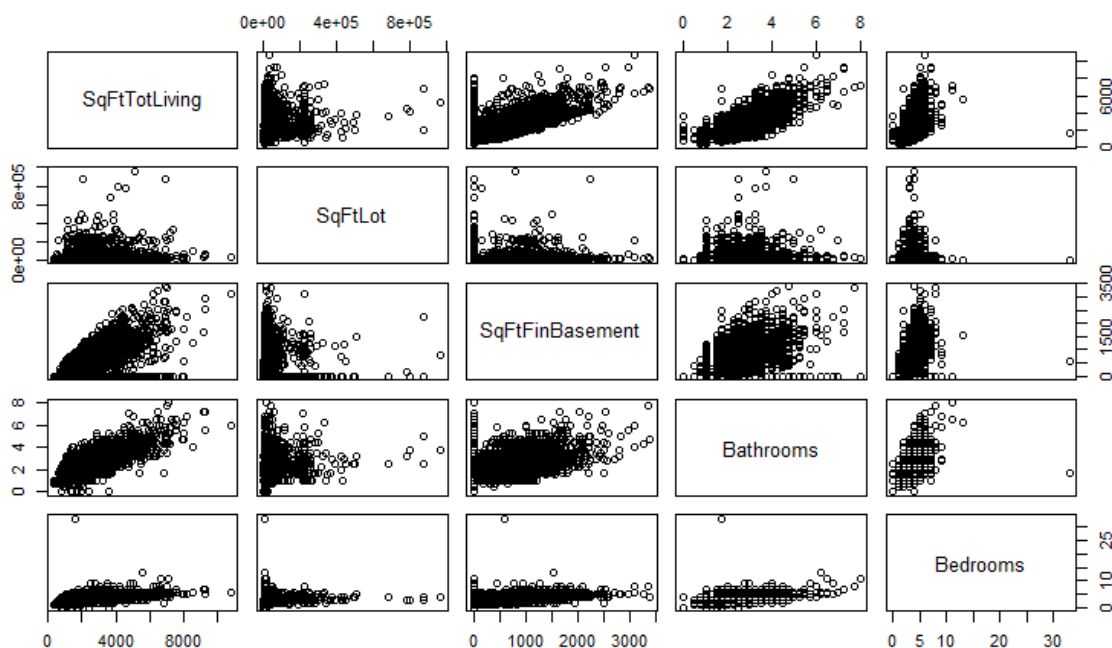 0e+00 4e+05 8e+05 0 2 4 6 8
SqFtTotLiving 0 6000
0e+00 8e+05 SqFtLot
SqFtFinBasement 0 1500 3500
0 2 4 6 8 Bathrooms
Bedrooms 0 10 25
0 4000 8000 0 1000 2000 3000 0 5 10 20 30